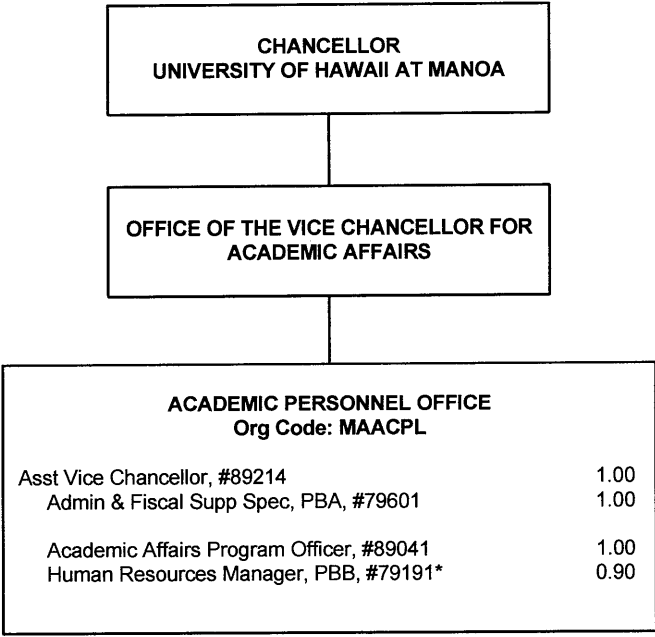 CHANCELLOR
UNIVERSITY OF HAWAII AT MANOA
OFFICE OF THE VICE CHANCELLOR FOR
ACADEMIC AFFAIRS
ACADEMIC PERSONNEL OFFICE
Org Code: MAACPL
Asst Vice Chancellor, #89214 1.00
Admin & Fiscal Supp Spec, PBA, #79601 1.00
Academic Affairs Program Officer, #89041 1.00
Human Resources Manager, PBB, #79191* 0.90